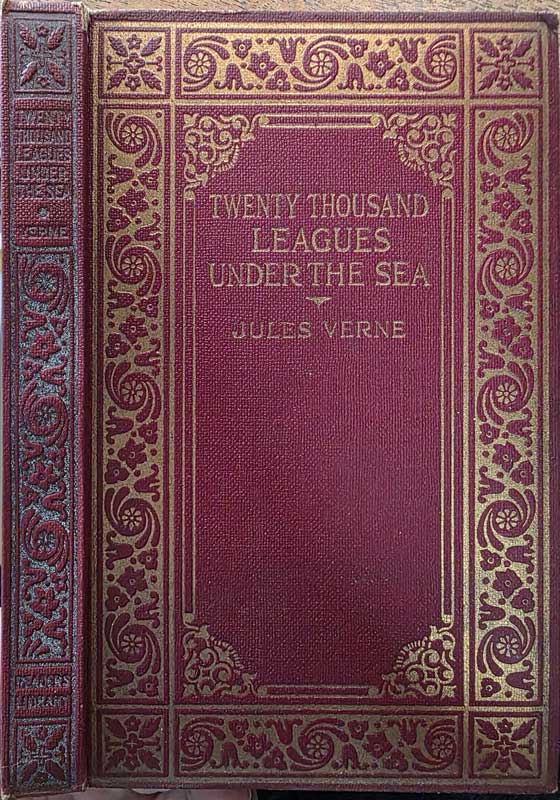 TWENTY
THOUSAND
LEAGUES
UNDER
THE SEA
VERNE
READERS
LIBRARY
TWENTY THOUSAND
LEAGUES
UNDER THE SEA
JULES VERNE